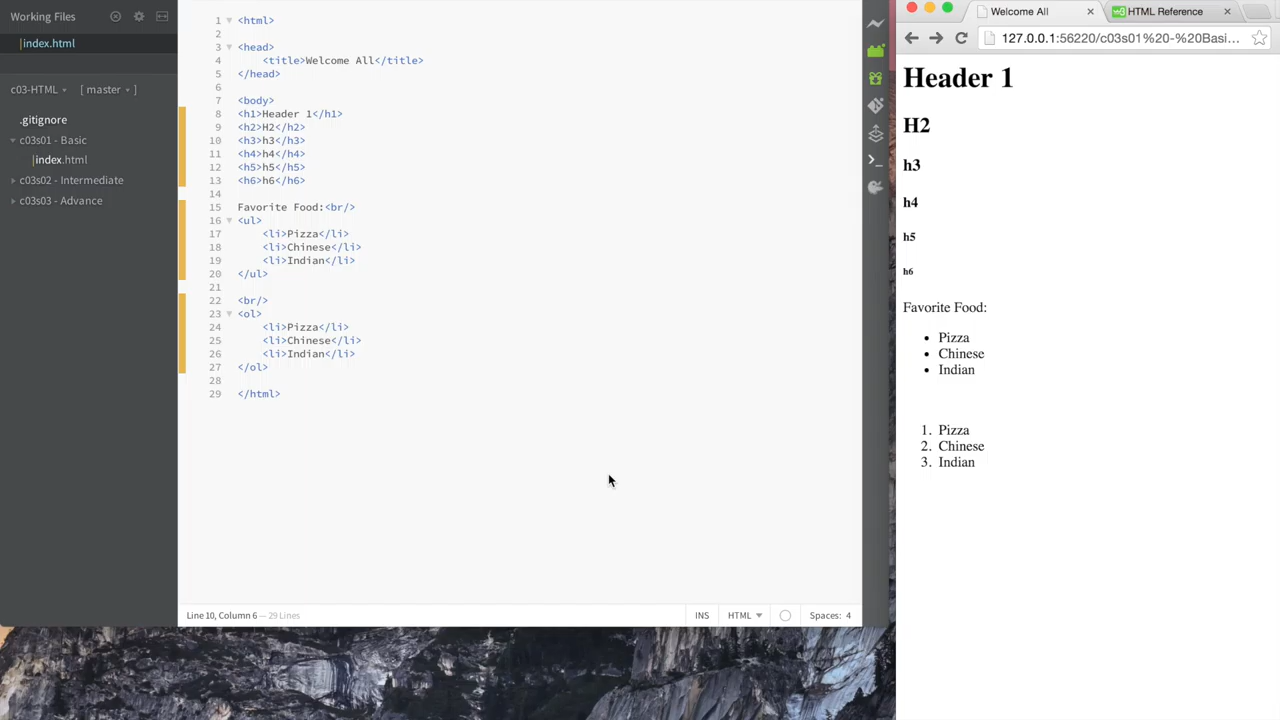 Working Files
index.html
c03-HTML
[ master ]
.gitignore
c03s01 - Basic
index.html
c03s02 - Intermediate
c03s03 - Advance
1 <html>
2
3 <head>
4 <title>Welcome All</title>
5 </head>
6
7 <body>
8 <h1>Header 1</h1>
9 <h2>H2</h2>
10 <h3>h3</h3>
11 <h4>h4</h4>
12 <h5>h5</h5>
13 <h6>h6</h6>
14
15 Favorite Food:<br/>
16 <ul>
17 <li>Pizza</li>
18 <li>Chinese</li>
19 <li>Indian</li>
20 </ul>
21
22 <br/>
23 <ol>
24 <li>Pizza</li>
25 <li>Chinese</li>
26 <li>Indian</li>
27 </ol>
28
29 </html>
Line 10, Column 6 — 29 Lines
INS
HTML
Spaces: 4
Welcome All
w3 HTML Reference
127.0.0.1:56220/c03s01%20-%20Basi...
Header 1
H2
h3
h4
h5
h6
Favorite Food:
• Pizza
• Chinese
• Indian
1. Pizza
2. Chinese
3. Indian